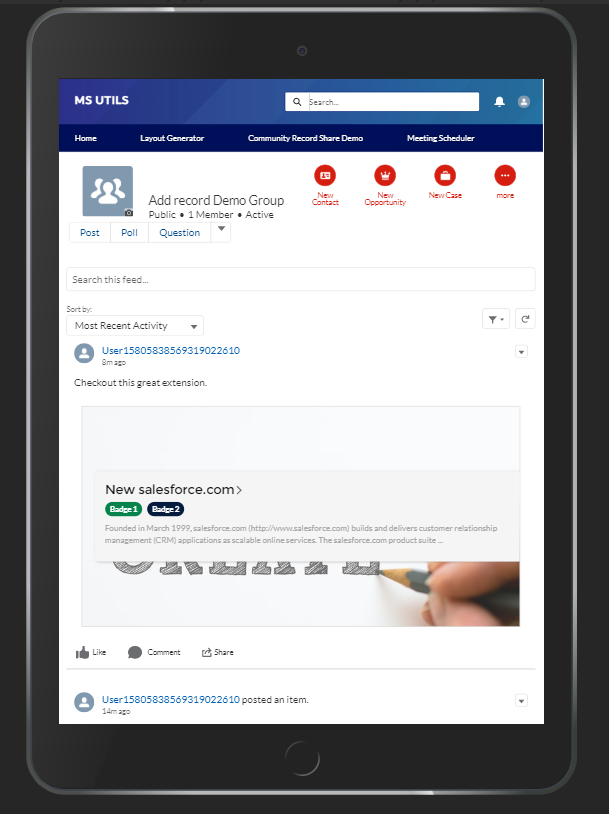 MS UTILS
Search...
Home
Layout Generator
Community Record Share Demo
Meeting Scheduler
Add record Demo Group
Public • 1 Member • Active
New
Contact
New
Opportunity
New Case
more
Post
Poll
Question
Search this feed...
Sort by:
Most Recent Activity
User15805838569319022610
8m ago
Checkout this great extension.
New salesforce.com>
Badge 1
Badge 2
Founded in March 1999, salesforce.com (http://www.salesforce.com) builds and delivers customer relationship
management (CRM) applications as scalable online services. The salesforce.com product suite ...
CREATE
Like
Comment
Share
User15805838569319022610 posted an item.
14m ago